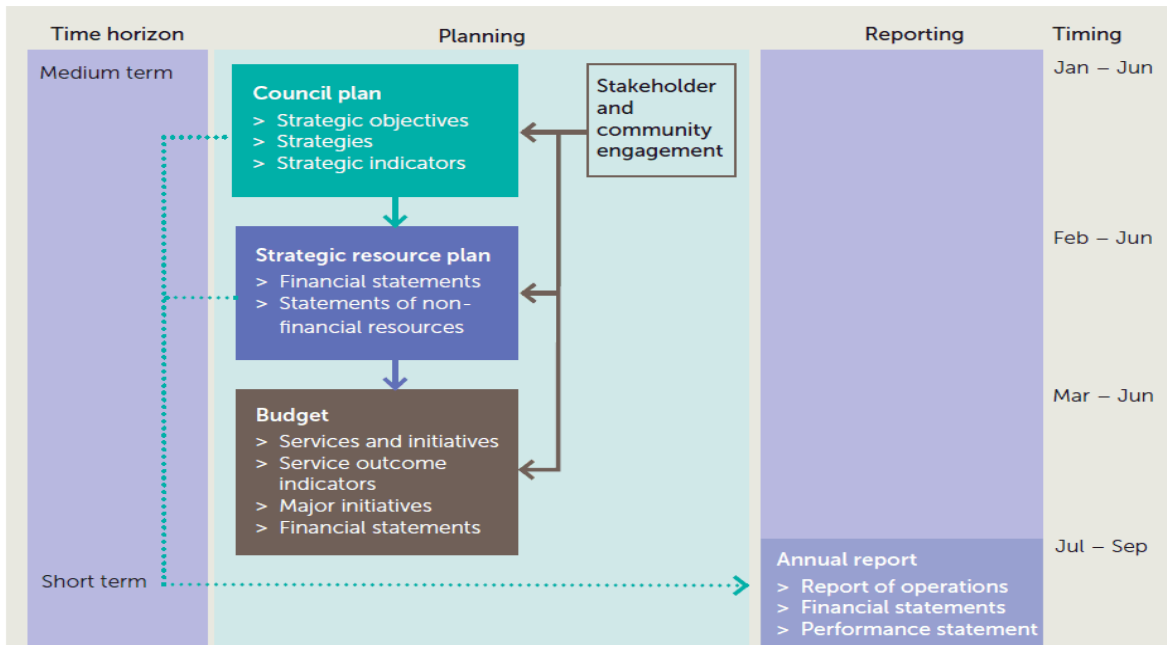 Time horizon
Planning
Reporting
Timing
Medium term
Jan – Jun
Council plan
> Strategic objectives
> Strategies
> Strategic indicators
Stakeholder
and
community
engagement
Feb – Jun
Strategic resource plan
> Financial statements
> Statements of non-
financial resources
Mar – Jun
Budget
> Services and initiatives
> Service outcome
indicators
> Major initiatives
> Financial statements
Jul – Sep
Short term
Annual report
> Report of operations
> Financial statements
> Performance statement